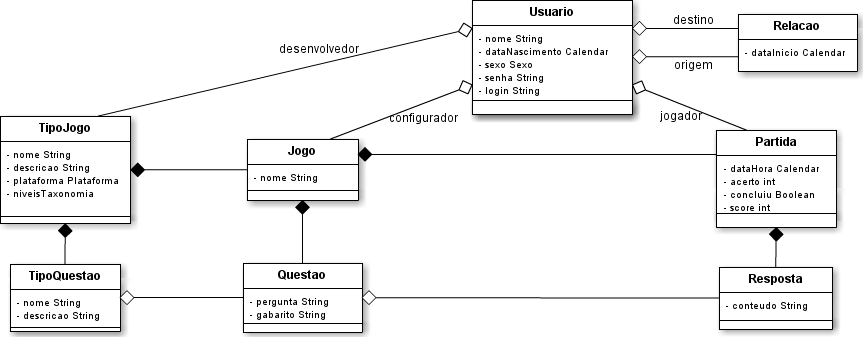 Usuario
- nome String
- dataNascimento Calendar
- sexo Sexo
- senha String
- login String
destino
origem
Relacao
- dataInicio Calendar
desenvolvedor
configurador
jogador
TipoJogo
- nome String
- descricao String
- plataforma Plataforma
- niveisTaxonomia
Jogo
- nome String
Partida
- dataHora Calendar
- acerto int
- concluiu Boolean
- score int
TipoQuestao
- nome String
- descricao String
Questao
- pergunta String
- gabarito String
Resposta
- conteudo String